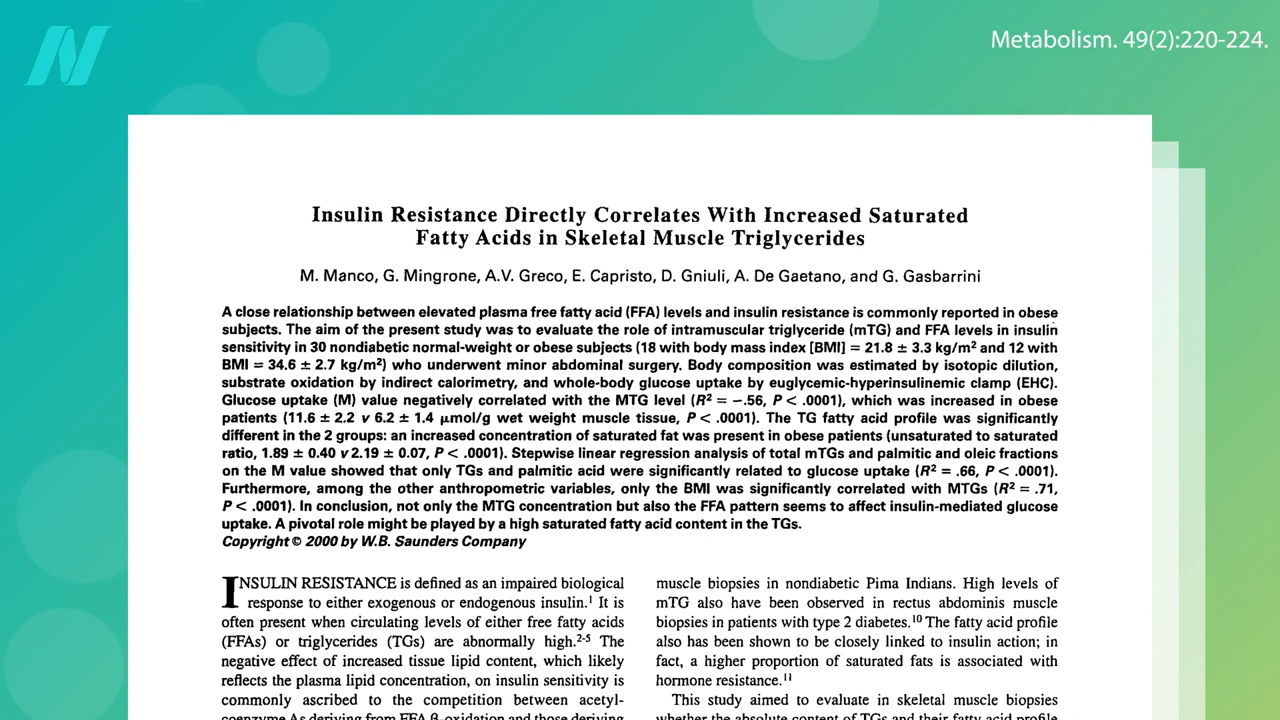 Metabolism. 49(2):220-224.
Insulin Resistance Directly Correlates With Increased Saturated
Fatty Acids in Skeletal Muscle Triglycerides
M. Manco, G. Mingrone, A.V. Greco, E. Capristo, D. Gniuli, A. De Gaetano, and G. Gasbarrini
A close relationship between elevated plasma free fatty acid (FFA) levels and insulin resistance is commonly reported in obese
subjects. The aim of the present study was to evaluate the role of intramuscular triglyceride (mTG) and FFA levels in insulin
sensitivity in 30 nondiabetic normal-weight or obese subjects (18 with body mass index [BMI] = 21.8 ± 3.3 kg/m² and 12 with
BMI = 34.6 ± 2.7 kg/m²) who underwent minor abdominal surgery. Body composition was estimated by isotopic dilution,
substrate oxidation by indirect calorimetry, and whole-body glucose uptake by euglycemic-hyperinsulinemic clamp (EHC).
Glucose uptake (M) value negatively correlated with the MTG level (R² = −.56, P < .0001), which was increased in obese
patients (11.6 ± 2.2 v 6.2 ± 1.4 μmol/g wet weight muscle tissue, P < .0001). The TG fatty acid profile was significantly
different in the 2 groups: an increased concentration of saturated fat was present in obese patients (unsaturated to saturated
ratio, 1.89 ± 0.40 v 2.19 ± 0.07, P < .0001). Stepwise linear regression analysis of total mTGs and palmitic and oleic fractions
on the M value showed that only TGs and palmitic acid were significantly related to glucose uptake (R² = .66, P < .0001).
Furthermore, among the other anthropometric variables, only the BMI was significantly correlated with MTGs (R² = .71,
P < .0001). In conclusion, not only the MTG concentration but also the FFA pattern seems to affect insulin-mediated glucose
uptake. A pivotal role might be played by a high saturated fatty acid content in the TGs.
Copyright © 2000 by W.B. Saunders Company
INSULIN RESISTANCE is defined as an impaired biological
response to either exogenous or endogenous insulin.¹ It is
often present when circulating levels of either free fatty acids
(FFAs) or triglycerides (TGs) are abnormally high.²⁻⁵ The
negative effect of increased tissue lipid content, which likely
reflects the plasma lipid concentration, on insulin sensitivity is
commonly ascribed to the competition between acetyl-
coenzyme As deriving from FFA β-oxidation and those deriving
muscle biopsies in nondiabetic Pima Indians. High levels of
mTG also have been observed in rectus abdominis muscle
biopsies in patients with type 2 diabetes.¹⁰ The fatty acid profile
also has been shown to be closely linked to insulin action; in
fact, a higher proportion of saturated fats is associated with
hormone resistance.¹¹
This study aimed to evaluate in skeletal muscle biopsies
whether the absolute content of TGs and their fatty acid profile